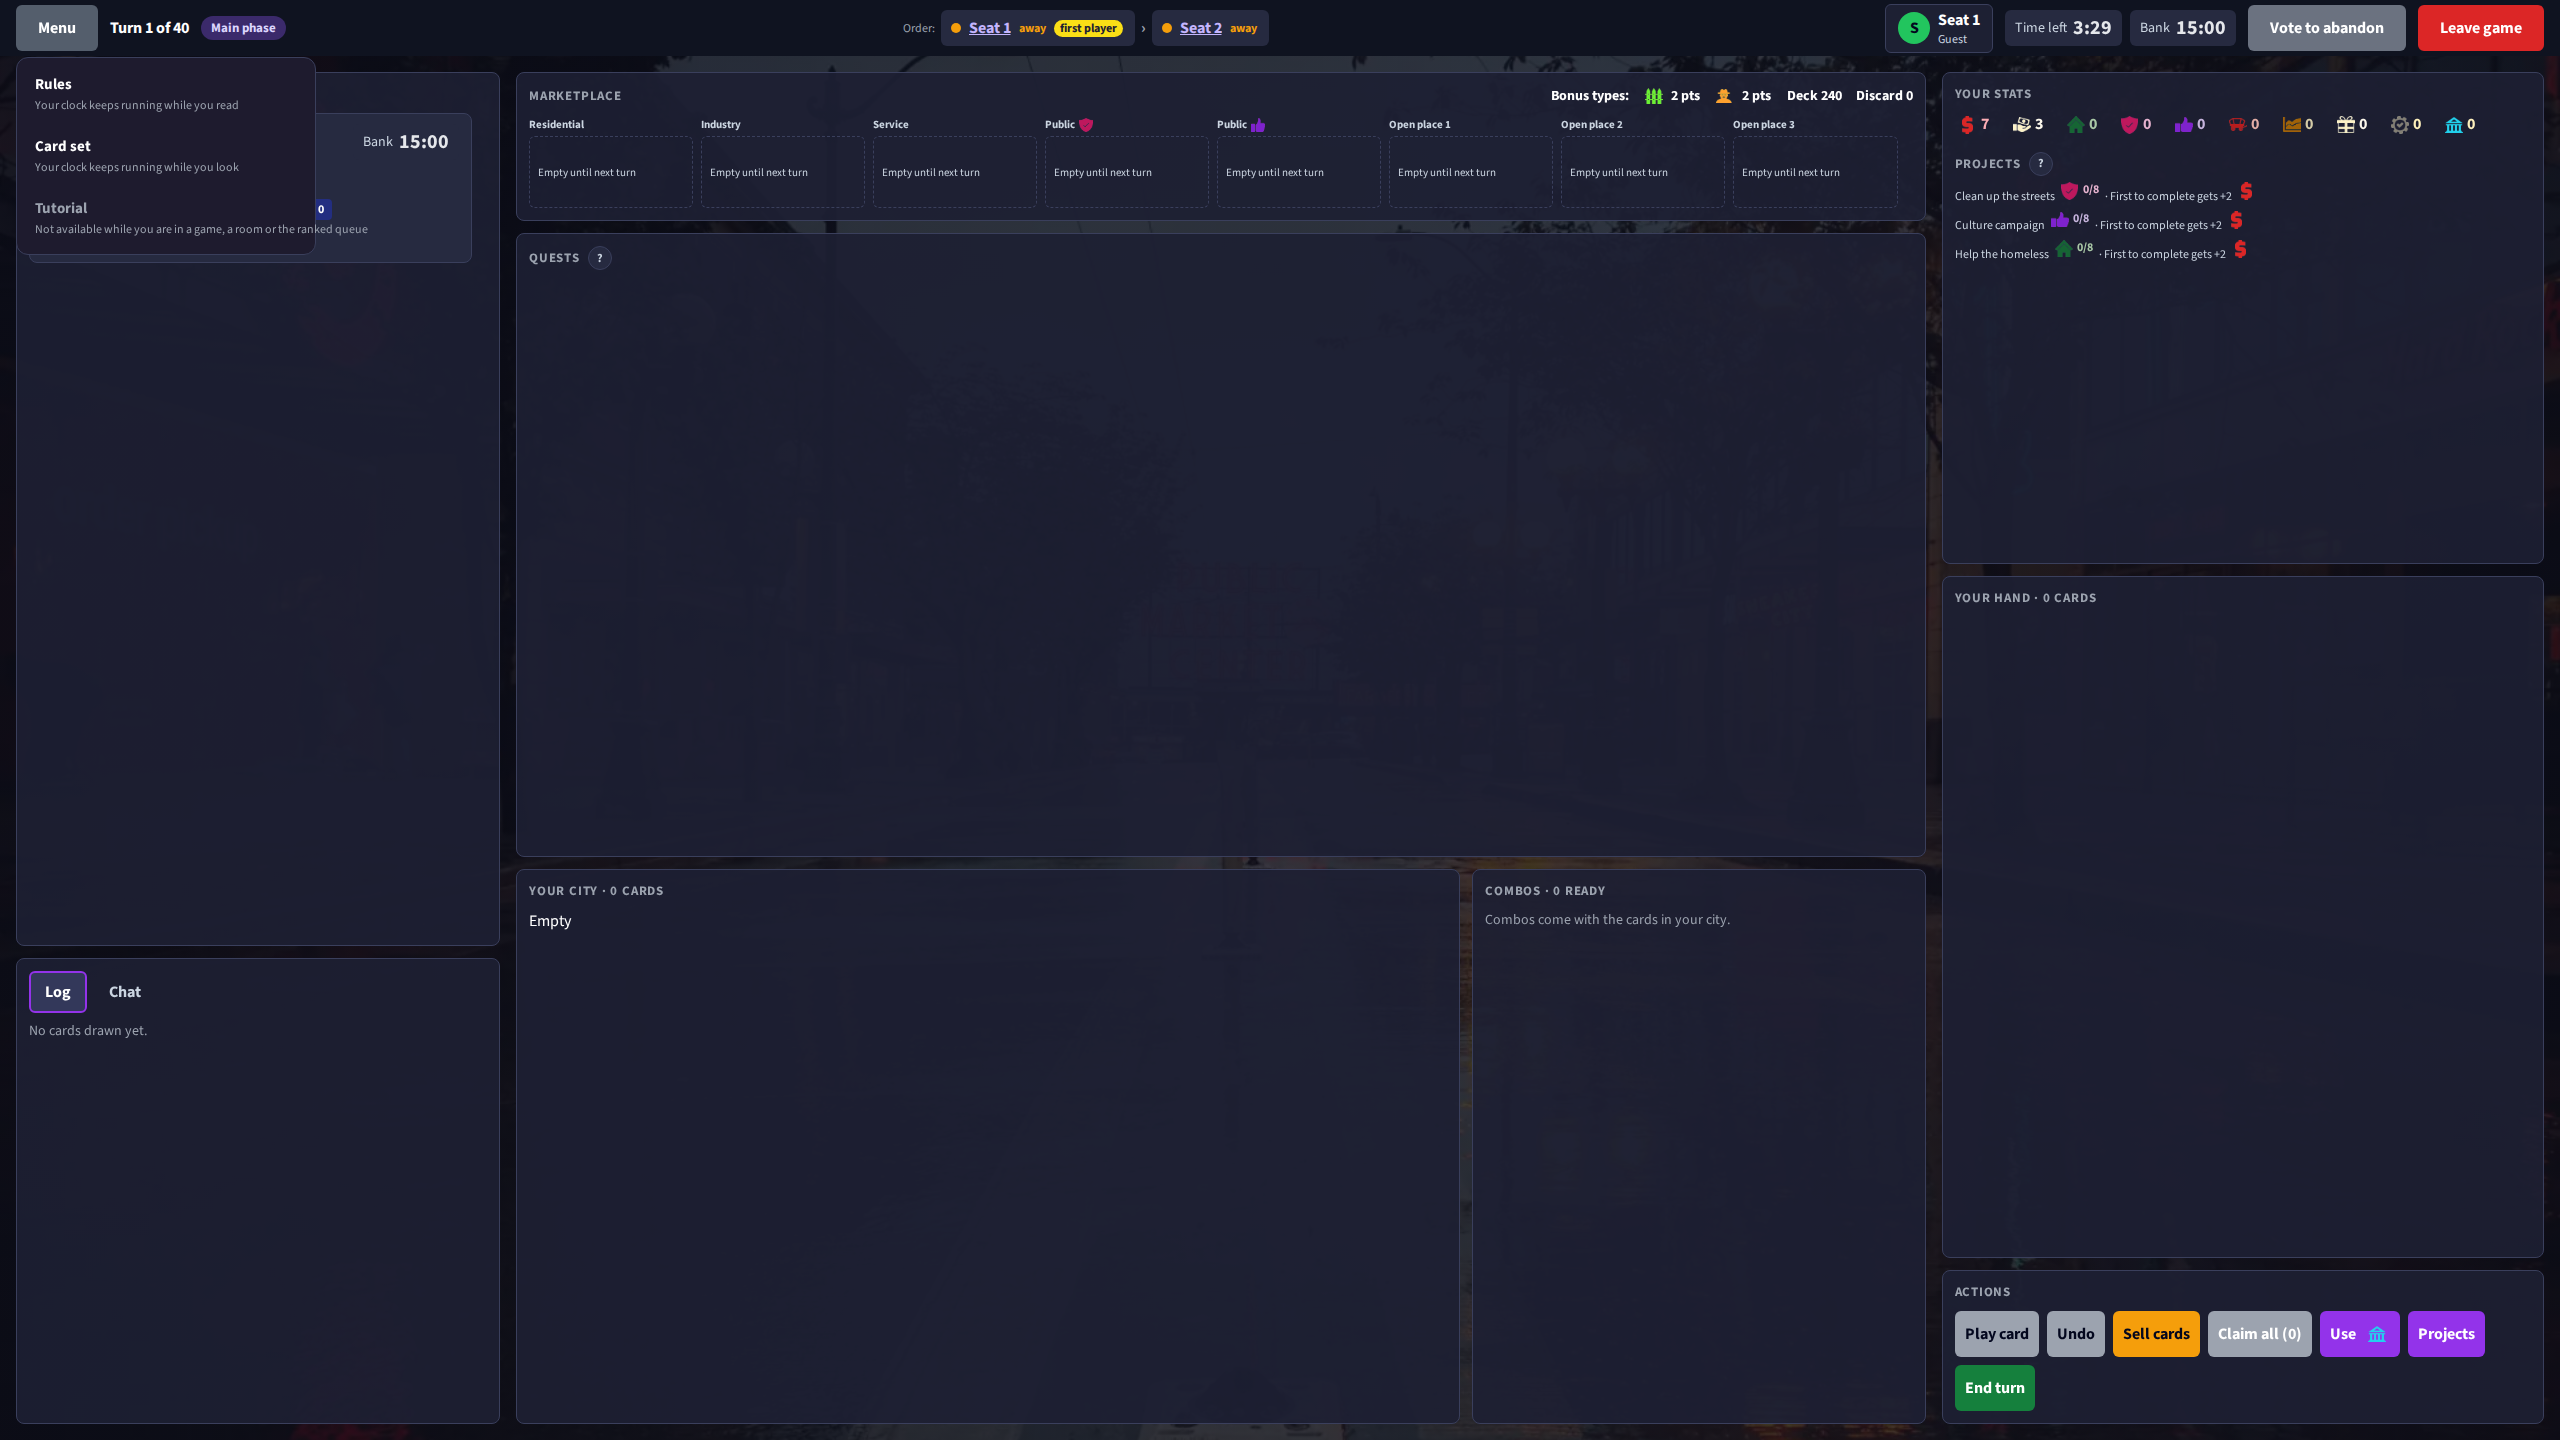 Menu
Turn 1 of 40
Main phase
Order:
Seat 1 away first player
›
Seat 2 away
S
Seat 1
Guest
Time left 3:29
Bank 15:00
Vote to abandon
Leave game
Rules
Your clock keeps running while you read
Card set
Your clock keeps running while you look
Tutorial
Not available while you are in a game, a room or the ranked queue
Bank 15:00
0
MARKETPLACE
Bonus types: 2 pts 2 pts Deck 240 Discard 0
Residential
Industry
Service
Public
Public
Open place 1
Open place 2
Open place 3
Empty until next turn
Empty until next turn
Empty until next turn
Empty until next turn
Empty until next turn
Empty until next turn
Empty until next turn
Empty until next turn
QUESTS ?
YOUR CITY · 0 CARDS
Empty
COMBOS · 0 READY
Combos come with the cards in your city.
YOUR STATS
7 3 0 0 0 0 0 0 0 0
PROJECTS ?
Clean up the streets 0/8 · First to complete gets +2
Culture campaign 0/8 · First to complete gets +2
Help the homeless 0/8 · First to complete gets +2
YOUR HAND · 0 CARDS
Log
Chat
No cards drawn yet.
ACTIONS
Play card
Undo
Sell cards
Claim all (0)
Use
Projects
End turn